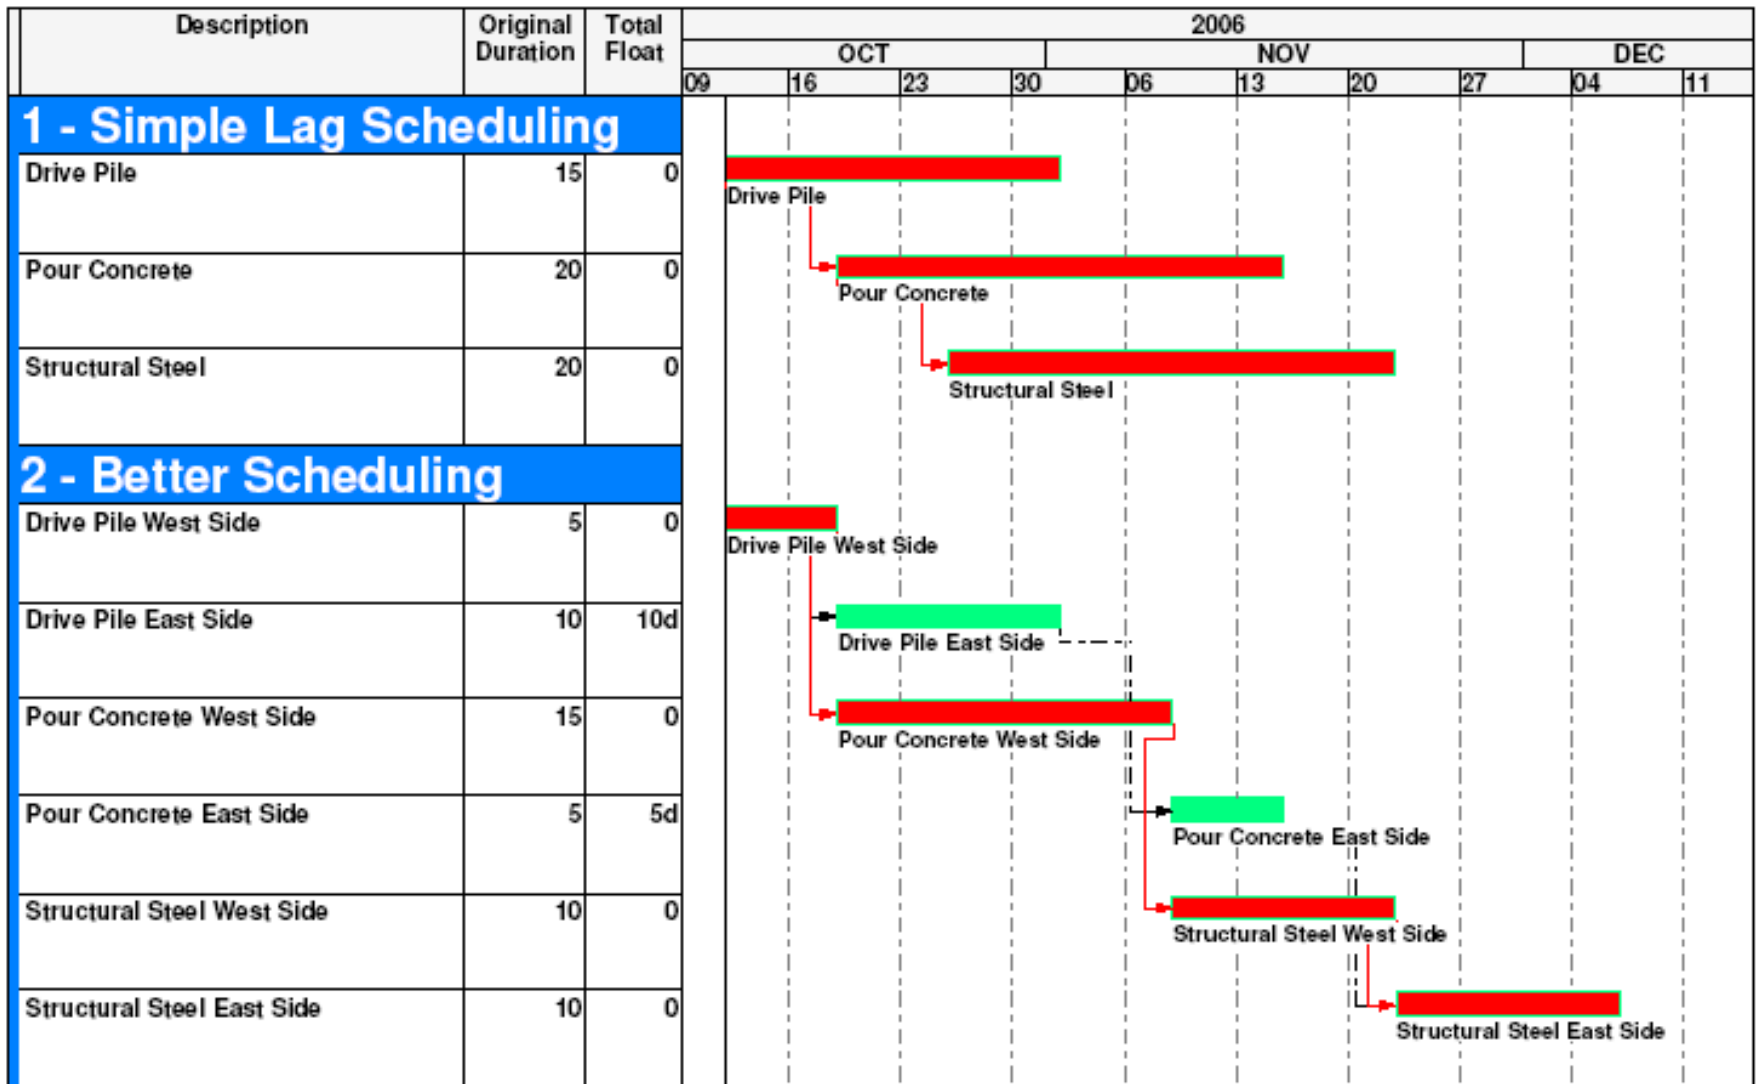 Description Original Duration Total Float 2006
OCT NOV DEC
09 16 23 30 06 13 20 27 04 11
1 - Simple Lag Scheduling
Drive Pile 15 0
Drive Pile
Pour Concrete 20 0
Pour Concrete
Structural Steel 20 0
Structural Steel
2 - Better Scheduling
Drive Pile West Side 5 0
Drive Pile West Side
Drive Pile East Side 10 10d
Drive Pile East Side
Pour Concrete West Side 15 0
Pour Concrete West Side
Pour Concrete East Side 5 5d
Pour Concrete East Side
Structural Steel West Side 10 0
Structural Steel West Side
Structural Steel East Side 10 0
Structural Steel East Side